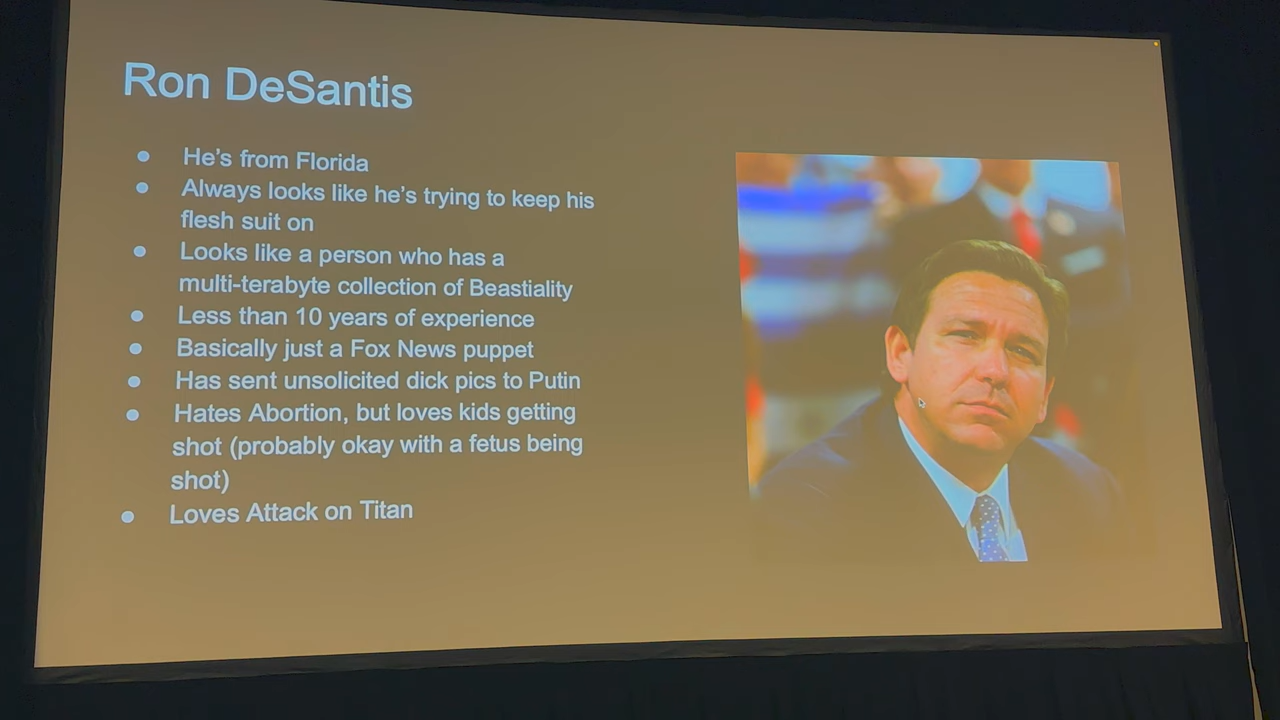 Ron DeSantis
● He's from Florida
● Always looks like he's trying to keep his
flesh suit on
● Looks like a person who has a
multi-terabyte collection of Beastiality
● Less than 10 years of experience
● Basically just a Fox News puppet
● Has sent unsolicited dick pics to Putin
● Hates Abortion, but loves kids getting
shot (probably okay with a fetus being
shot)
● Loves Attack on Titan